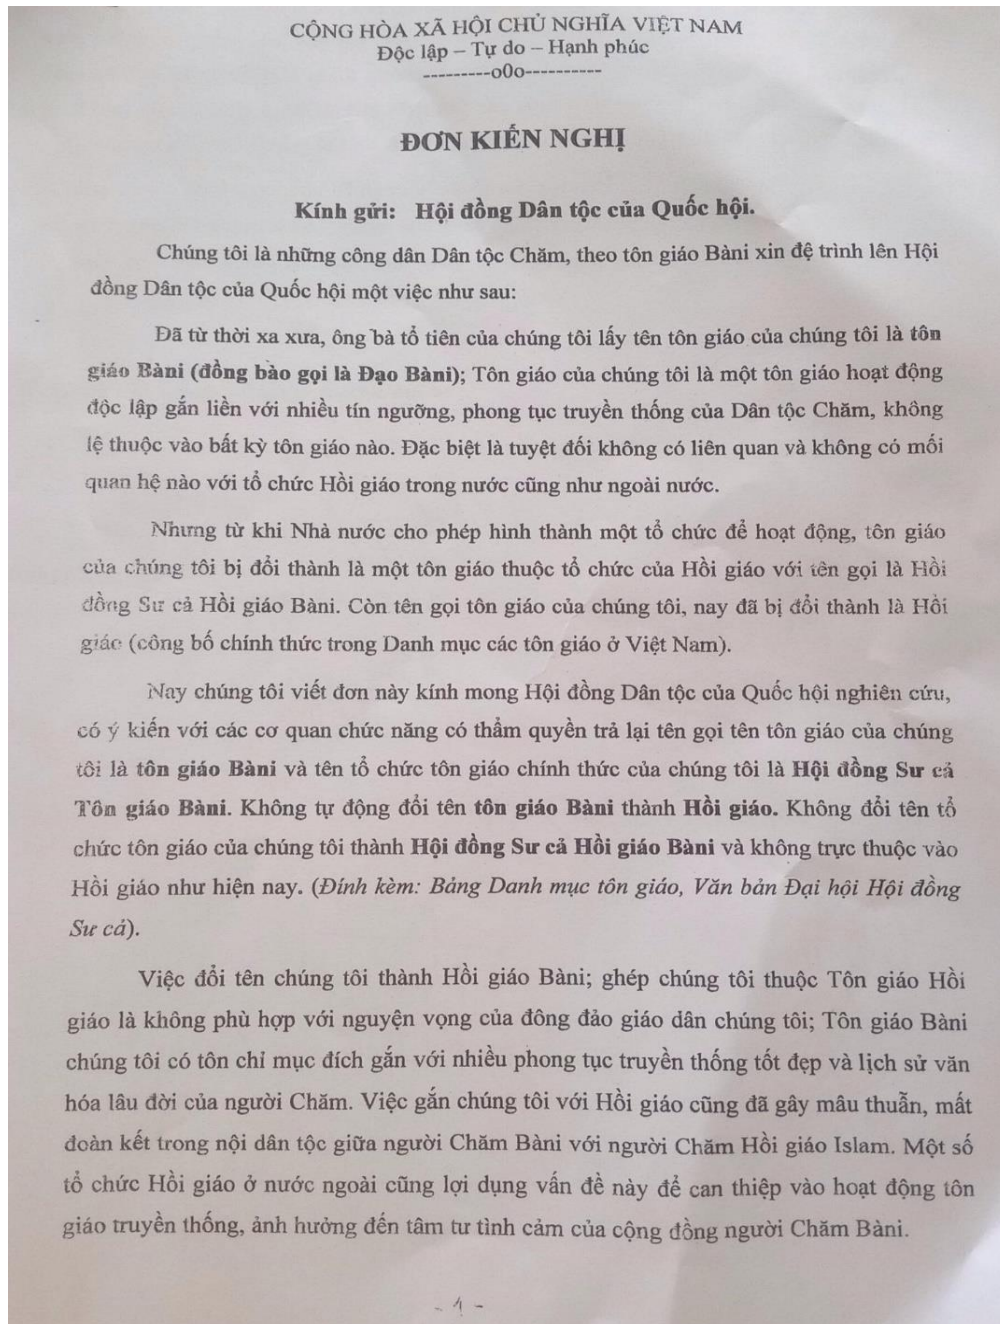 CỘNG HÒA XÃ HỘI CHỦ NGHĨA VIỆT NAM
Độc lập – Tự do – Hạnh phúc
---------o0o----------
ĐƠN KIẾN NGHỊ
Kính gửi: Hội đồng Dân tộc của Quốc hội.
Chúng tôi là những công dân Dân tộc Chăm, theo tôn giáo Bàni xin đệ trình lên Hội
đồng Dân tộc của Quốc hội một việc như sau:
Đã từ thời xa xưa, ông bà tổ tiên của chúng tôi lấy tên tôn giáo của chúng tôi là tôn
giáo Bàni (đồng bào gọi là Đạo Bàni); Tôn giáo của chúng tôi là một tôn giáo hoạt động
độc lập gắn liền với nhiều tín ngưỡng, phong tục truyền thống của Dân tộc Chăm, không
lệ thuộc vào bất kỳ tôn giáo nào. Đặc biệt là tuyệt đối không có liên quan và không có mối
quan hệ nào với tổ chức Hồi giáo trong nước cũng như ngoài nước.
Nhưng từ khi Nhà nước cho phép hình thành một tổ chức để hoạt động, tôn giáo
của chúng tôi bị đổi thành là một tôn giáo thuộc tổ chức của Hồi giáo với tên gọi là Hồi
đồng Sư cả Hồi giáo Bàni. Còn tên gọi tôn giáo của chúng tôi, nay đã bị đổi thành là Hồi
giáo (công bố chính thức trong Danh mục các tôn giáo ở Việt Nam).
Nay chúng tôi viết đơn này kính mong Hội đồng Dân tộc của Quốc hội nghiên cứu,
có ý kiến với các cơ quan chức năng có thẩm quyền trả lại tên gọi tên tôn giáo của chúng
tôi là tôn giáo Bàni và tên tổ chức tôn giáo chính thức của chúng tôi là Hội đồng Sư cả
Tôn giáo Bàni. Không tự động đổi tên tôn giáo Bàni thành Hồi giáo. Không đổi tên tổ
chức tôn giáo của chúng tôi thành Hội đồng Sư cả Hồi giáo Bàni và không trực thuộc vào
Hồi giáo như hiện nay. (Đính kèm: Bảng Danh mục tôn giáo, Văn bản Đại hội Hội đồng
Sư cả).
Việc đổi tên chúng tôi thành Hồi giáo Bàni; ghép chúng tôi thuộc Tôn giáo Hồi
giáo là không phù hợp với nguyện vọng của đông đảo giáo dân chúng tôi; Tôn giáo Bàni
chúng tôi có tôn chỉ mục đích gắn với nhiều phong tục truyền thống tốt đẹp và lịch sử văn
hóa lâu đời của người Chăm. Việc gắn chúng tôi với Hồi giáo cũng đã gây mâu thuẫn, mất
đoàn kết trong nội dân tộc giữa người Chăm Bàni với người Chăm Hồi giáo Islam. Một số
tổ chức Hồi giáo ở nước ngoài cũng lợi dụng vấn đề này để can thiệp vào hoạt động tôn
giáo truyền thống, ảnh hưởng đến tâm tư tình cảm của cộng đồng người Chăm Bàni.
- 1 -